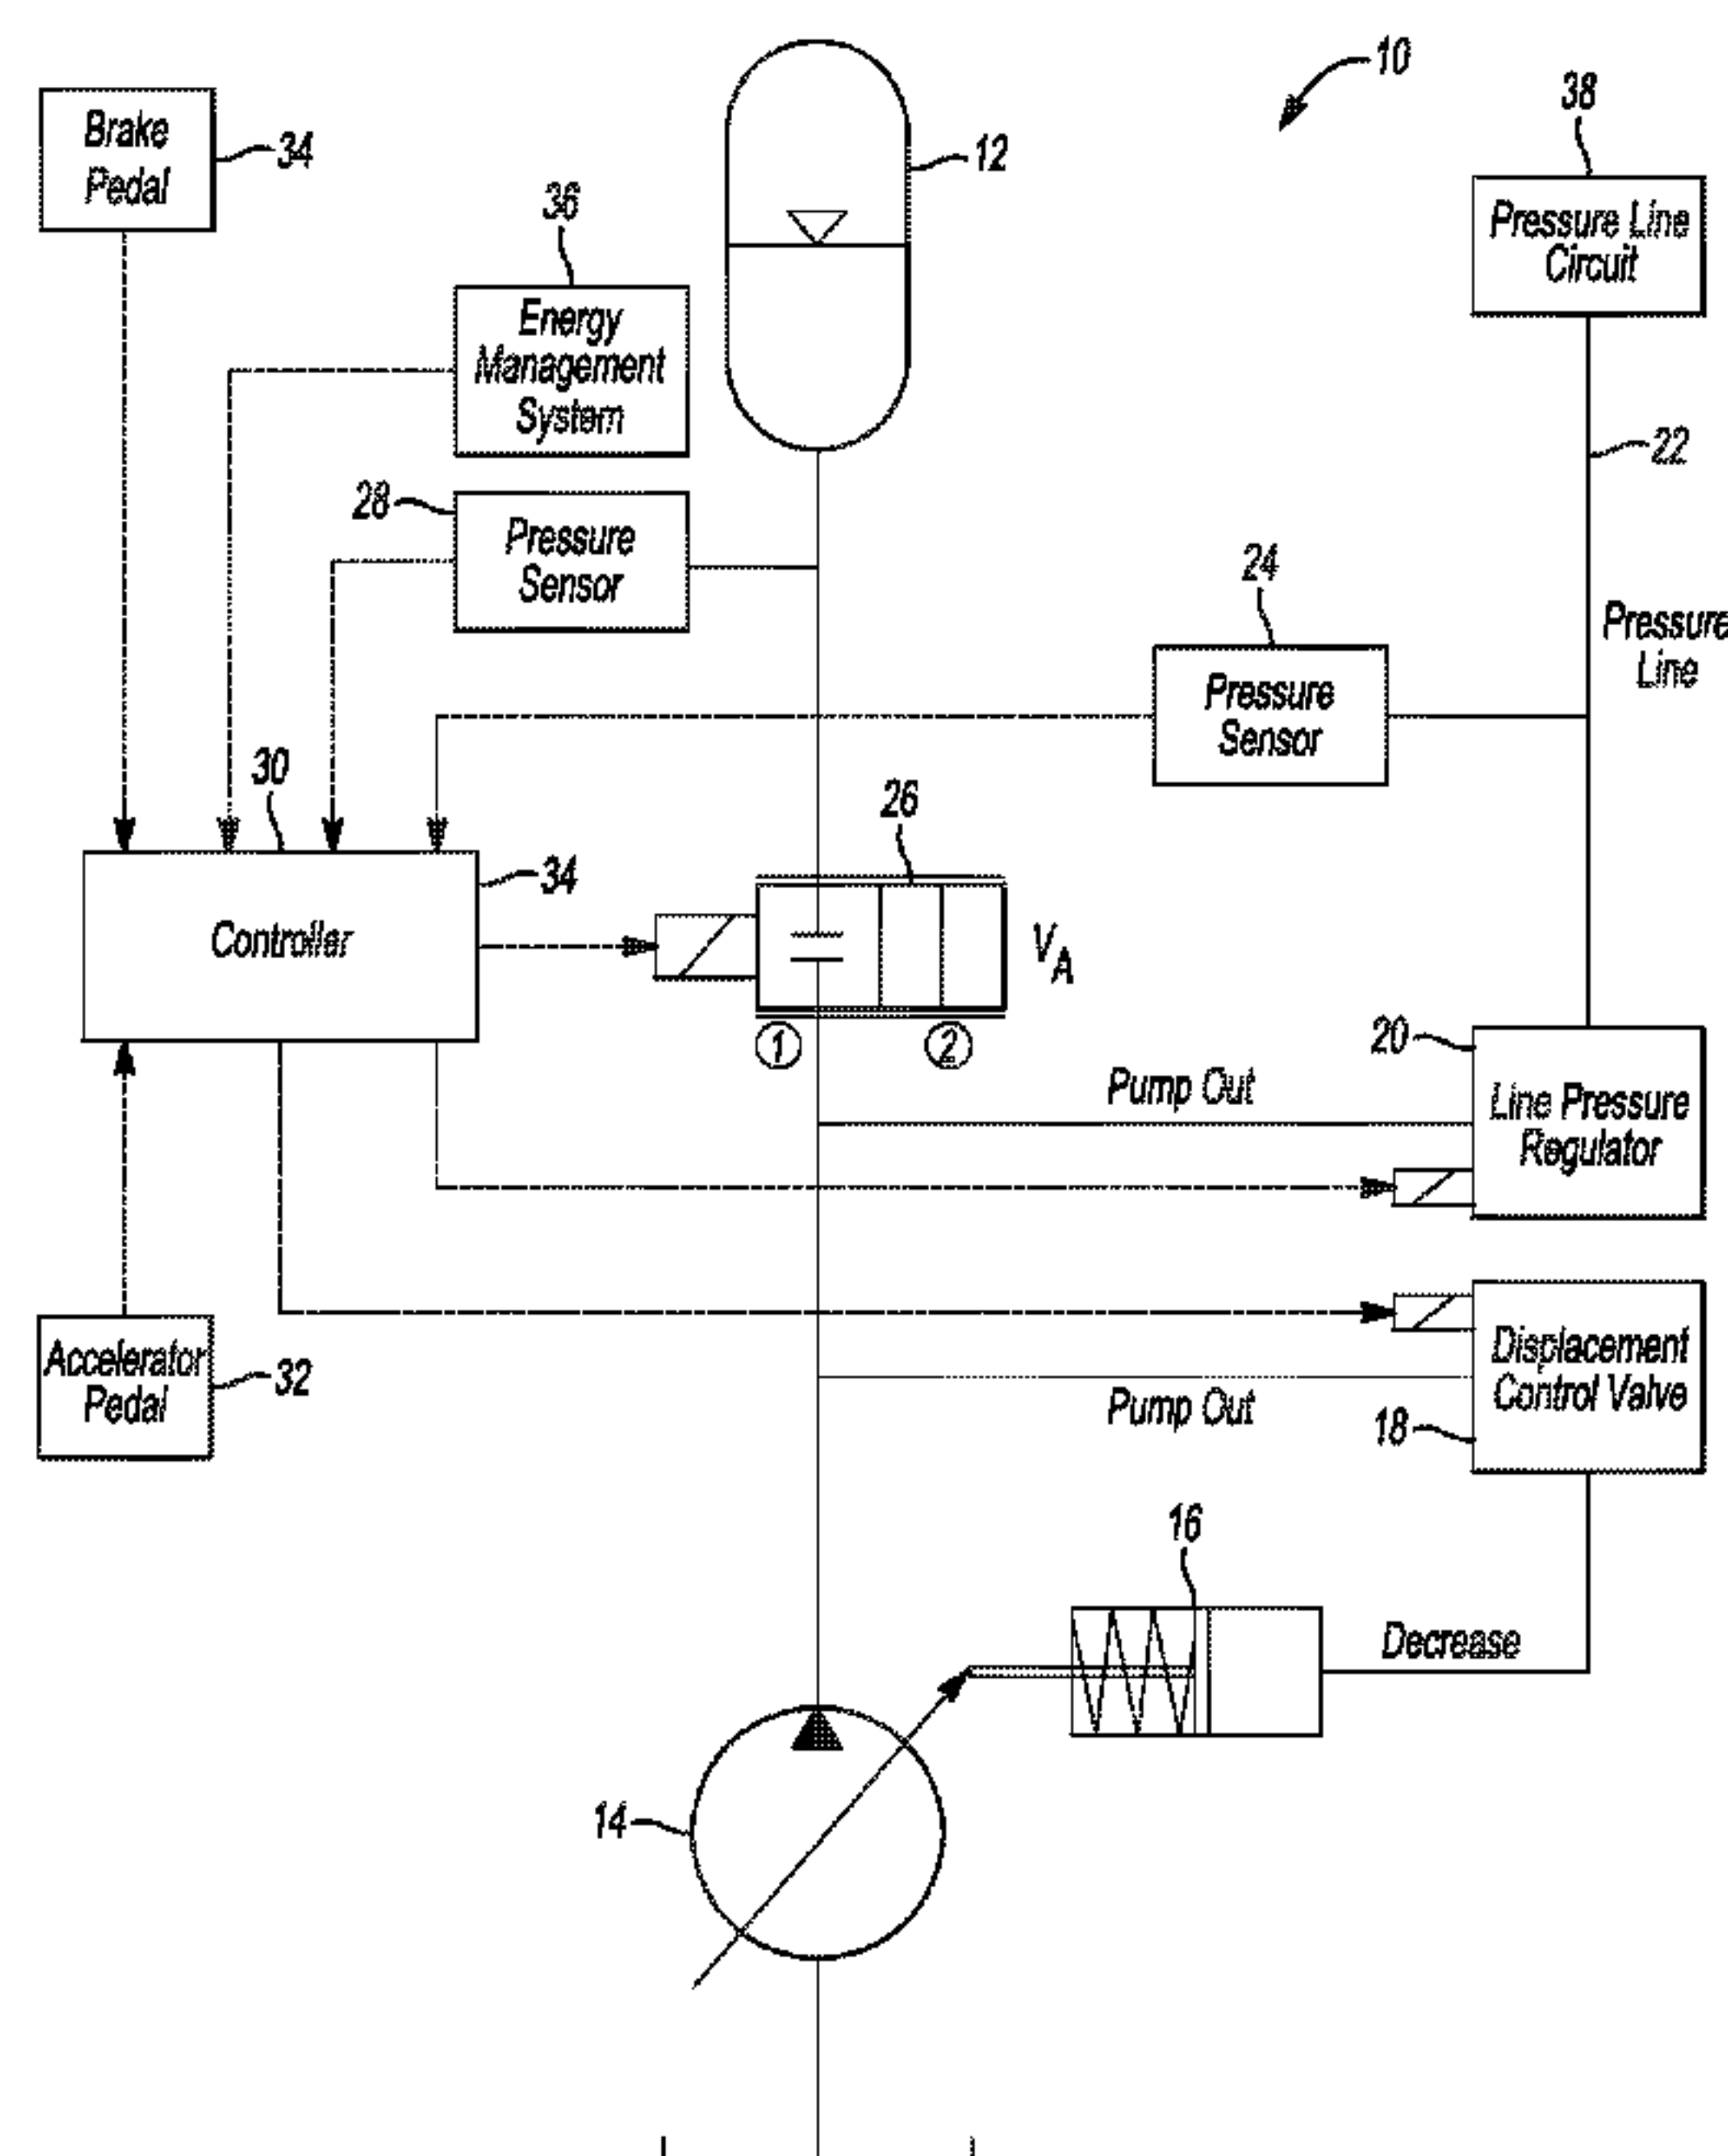 10
38
Brake
Pedal
34
12
36
Pressure Line
Circuit
Energy
Management
System
22
28
Pressure
Sensor
24
Pressure
Line
Pressure
Sensor
30
26
34
Controller
VA
20
1
2
Pump Out
Line Pressure
Regulator
Accelerator
Pedal
32
Displacement
Control Valve
Pump Out
18
16
Decrease
14